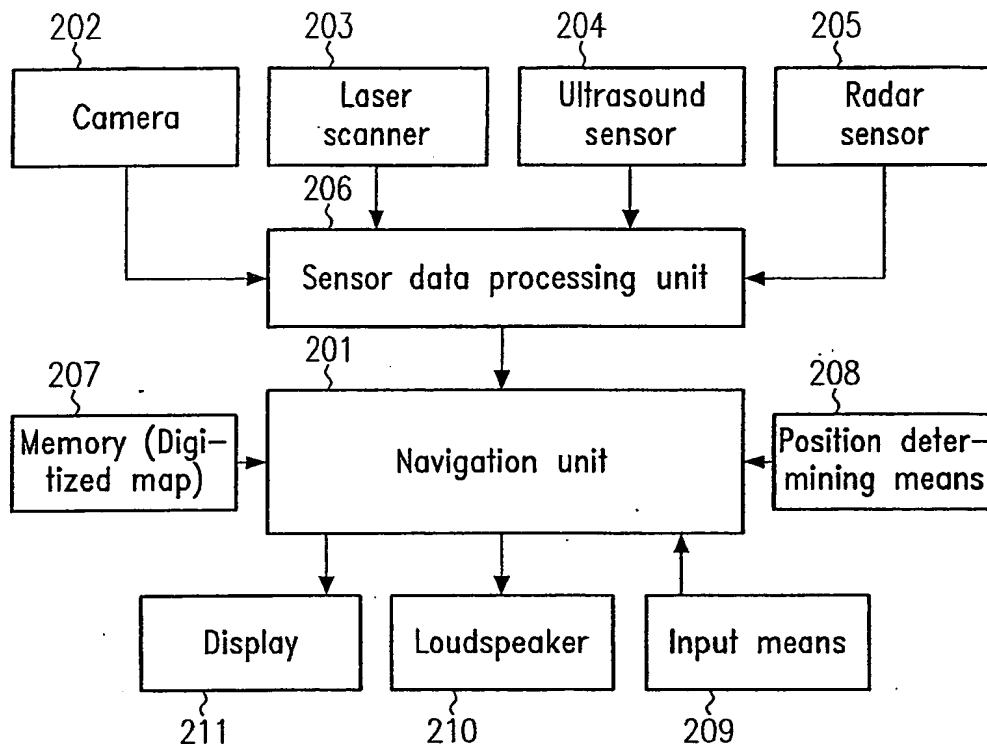 202
203
204
205
Camera
Laser
scanner
Ultrasound
sensor
Radar
sensor
206
Sensor data processing unit
201
207
208
Memory (Digi-
tized map)
Navigation unit
Position deter-
mining means
Display
Loudspeaker
Input means
211
210
209